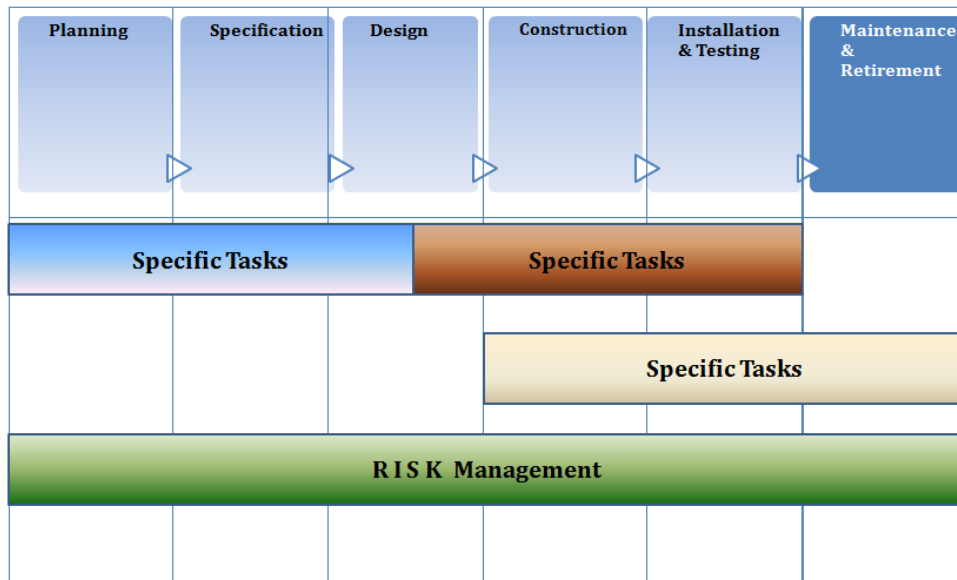 Planning
Specification
Design
Construction
Installation
& Testing
Maintenance
&
Retirement
Specific Tasks
Specific Tasks
Specific Tasks
R I S K Management